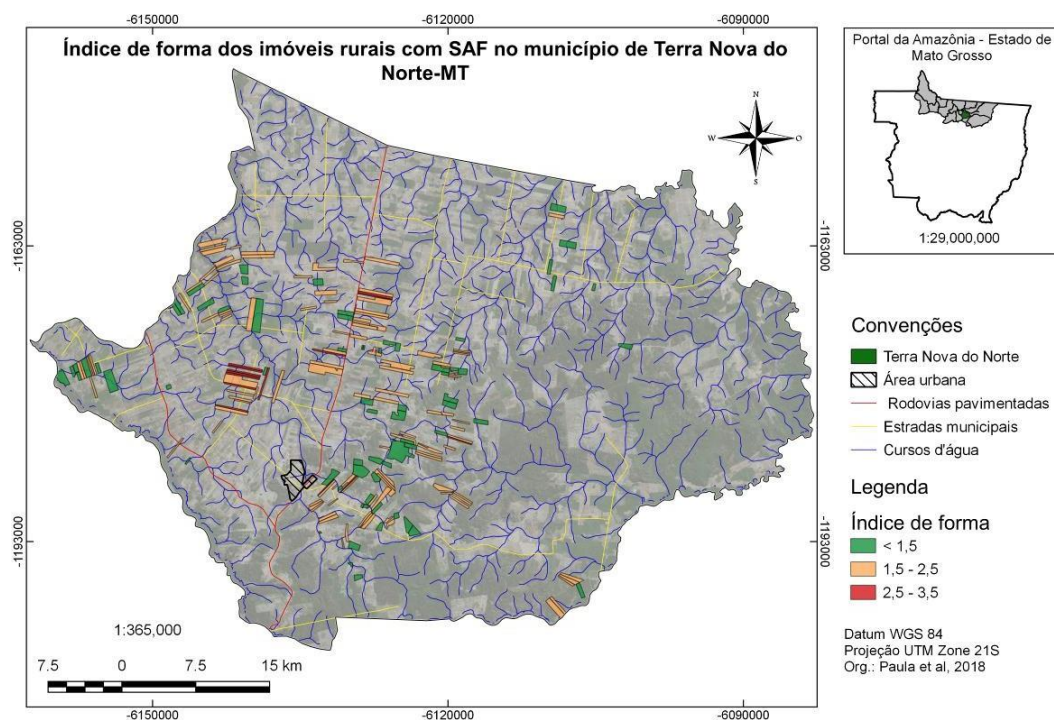 -6150000
-6120000
-6090000
Índice de forma dos imóveis rurais com SAF no município de Terra Nova do
Norte-MT
N
W
O
S
-1163000
-1163000
-1193000
-1193000
1:365,000
7.5
0
7.5
15 km
-6150000
-6120000
-6090000
Portal da Amazônia - Estado de
Mato Grosso
1:29,000,000
Convenções
Terra Nova do Norte
Área urbana
Rodovias pavimentadas
Estradas municipais
Cursos d'água
Legenda
Índice de forma
< 1,5
1,5 - 2,5
2,5 - 3,5
Datum WGS 84
Projeção UTM Zone 21S
Org.: Paula et al, 2018